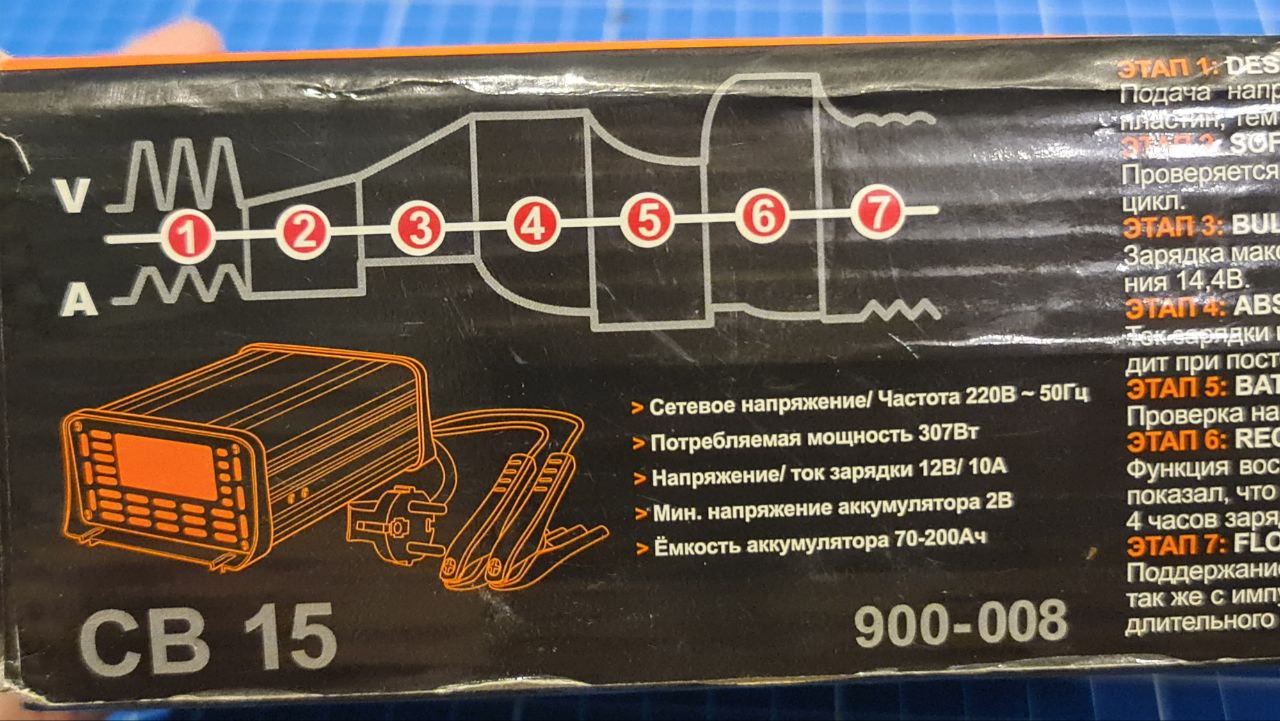 V
A
1
2
3
4
5
6
7
> Сетевое напряжение/ Частота 220В ~ 50Гц
> Потребляемая мощность 307Вт
> Напряжение/ ток зарядки 12В/ 10А
> Мин. напряжение аккумулятора 2В
> Ёмкость аккумулятора 70-200Ач
CB 15
900-008
ЭТАП 1: DES
Подача напр
пластин, тем
ЭТАП 2: SOF
Проверяется
цикл.
ЭТАП 3: BUL
Зарядка макс
ния 14,4В.
ЭТАП 4: ABS
Ток зарядки
дит при пост
ЭТАП 5: BAT
Проверка на
ЭТАП 6: REC
Функция вос
показал, что
4 часов заря
ЭТАП 7: FLO
Поддержание
так же с импу
длительного